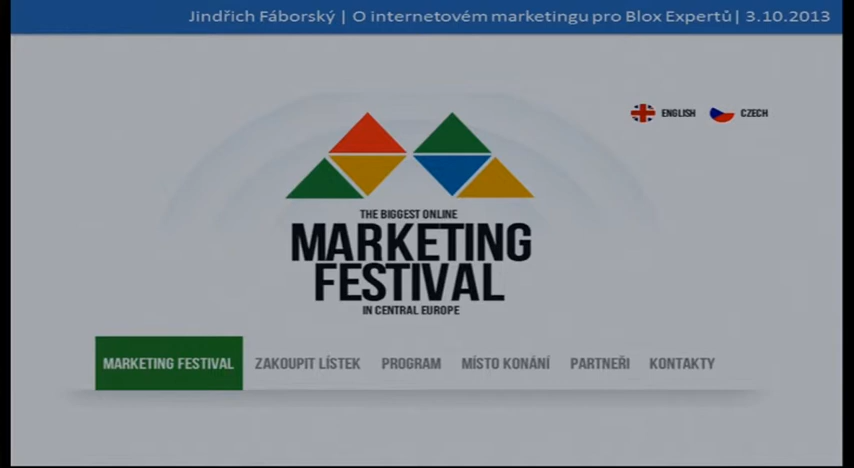 Jindřich Fáborský | O internetovém marketingu pro Blox Expertů| 3.10.2013
ENGLISH CZECH
THE BIGGEST ONLINE
MARKETING
FESTIVAL
IN CENTRAL EUROPE
MARKETING FESTIVAL ZAKOUPIT LÍSTEK PROGRAM MÍSTO KONÁNÍ PARTNEŘI KONTAKTY